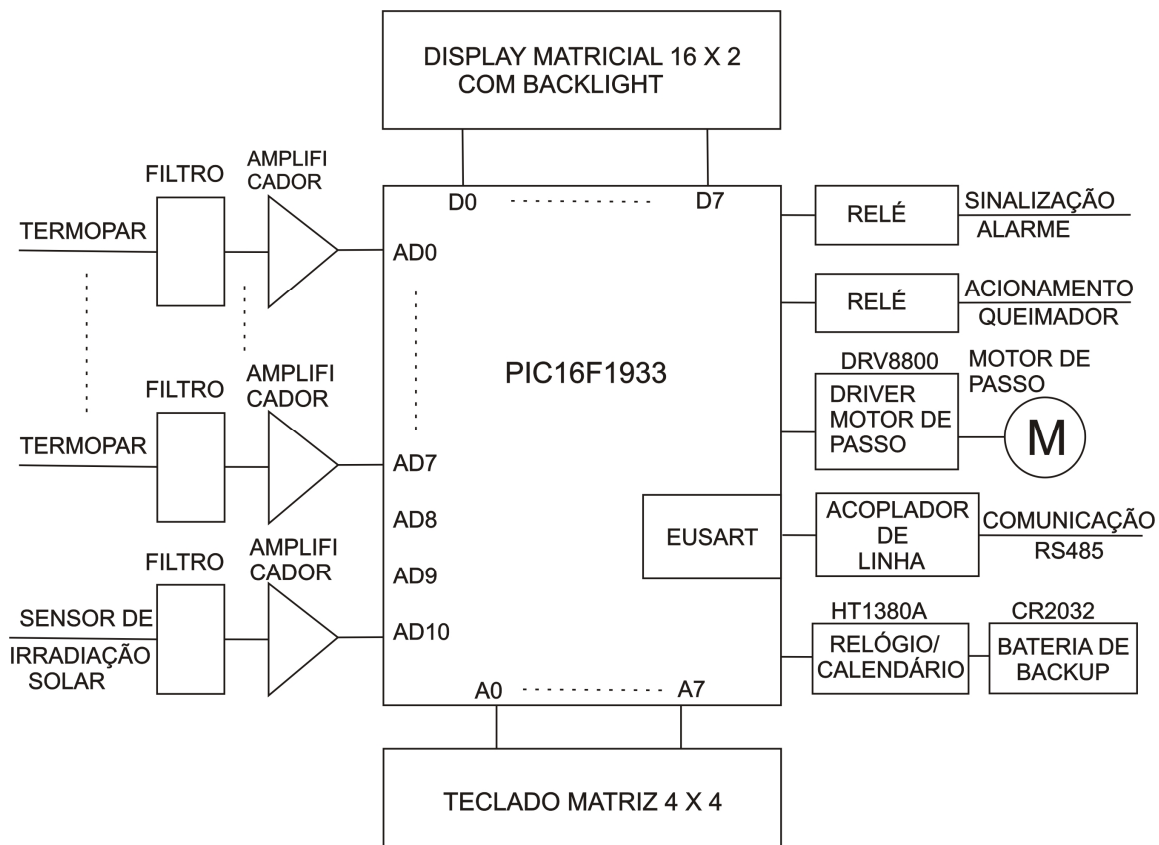 DISPLAY MATRICIAL 16 X 2
COM BACKLIGHT
FILTRO
AMPLIFI
CADOR
TERMOPAR
D0
D7
AD0
RELÉ
SINALIZAÇÃO
ALARME
RELÉ
ACIONAMENTO
QUEIMADOR
PIC16F1933
FILTRO
AMPLIFI
CADOR
TERMOPAR
AD7
DRV8800
DRIVER
MOTOR DE
PASSO
MOTOR DE
PASSO
M
AD8
EUSART
ACOPLADOR
DE
LINHA
COMUNICAÇÃO
RS485
FILTRO
AMPLIFI
CADOR
SENSOR DE
IRRADIAÇÃO
SOLAR
AD9
AD10
HT1380A
RELÓGIO/
CALENDÁRIO
CR2032
BATERIA DE
BACKUP
A0
A7
TECLADO MATRIZ 4 X 4